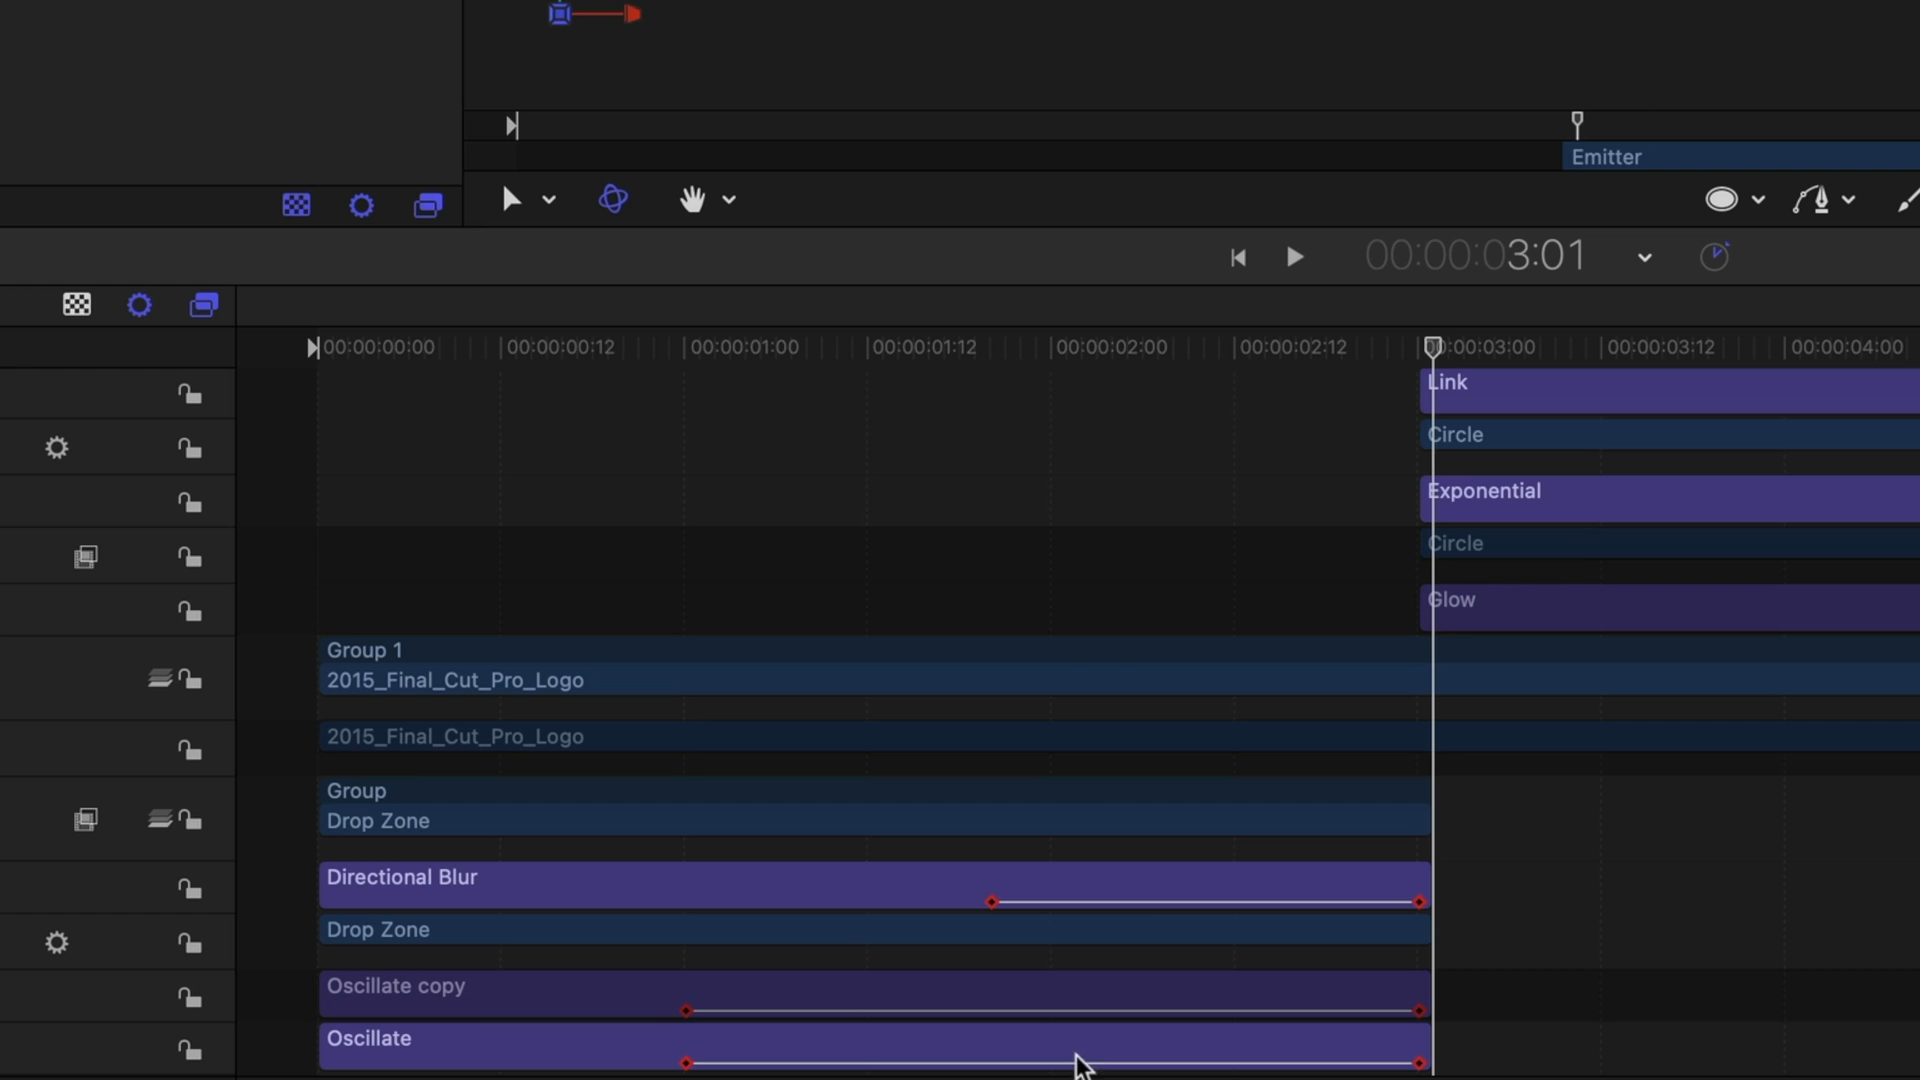 Emitter
00:00:03:01
00:00:00:00 00:00:00:12 00:00:01:00 00:00:01:12 00:00:02:00 00:00:02:12 00:00:03:00 00:00:03:12 00:00:04:00
Link
Circle
Exponential
Circle
Glow
Group 1
2015_Final_Cut_Pro_Logo
2015_Final_Cut_Pro_Logo
Group
Drop Zone
Directional Blur
Drop Zone
Oscillate copy
Oscillate